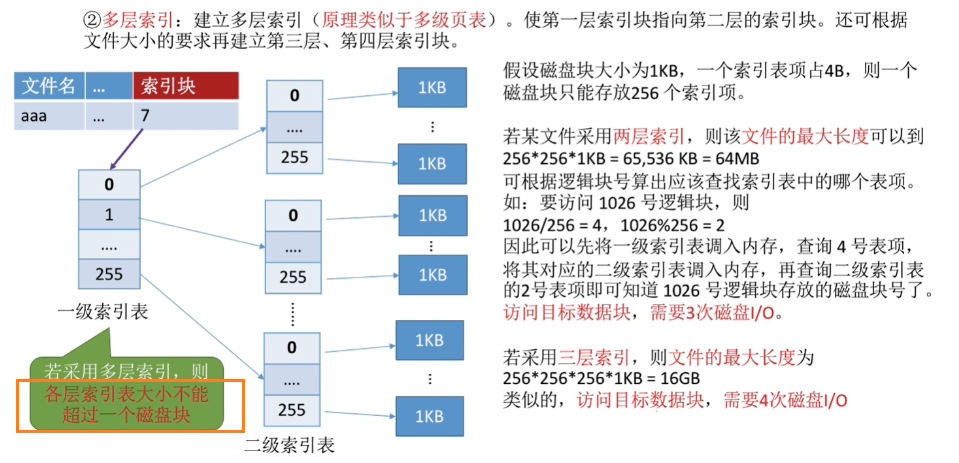 ②多层索引：建立多层索引（原理类似于多级页表）。使第一层索引块指向第二层的索引块。还可根据
文件大小的要求再建立第三层、第四层索引块。
文件名 ... 索引块
aaa ... 7
0
1
....
255
一级索引表
若采用多层索引，则
各层索引表大小不能
超过一个磁盘块
0
....
255
0
....
255
0
....
255
二级索引表
1KB
⋮
1KB
1KB
⋮
1KB
1KB
⋮
1KB
假设磁盘块大小为1KB，一个索引表项占4B，则一个
磁盘块只能存放256 个索引项。
若某文件采用两层索引，则该文件的最大长度可以到
256*256*1KB = 65,536 KB = 64MB
可根据逻辑块号算出应该查找索引表中的哪个表项。
如：要访问 1026 号逻辑块，则
1026/256 = 4，1026%256 = 2
因此可以先将一级索引表调入内存，查询 4 号表项，
将其对应的二级索引表调入内存，再查询二级索引表
的2号表项即可知道 1026 号逻辑块存放的磁盘块号了。
访问目标数据块，需要3次磁盘I/O。
若采用三层索引，则文件的最大长度为
256*256*256*1KB = 16GB
类似的，访问目标数据块，需要4次磁盘I/O